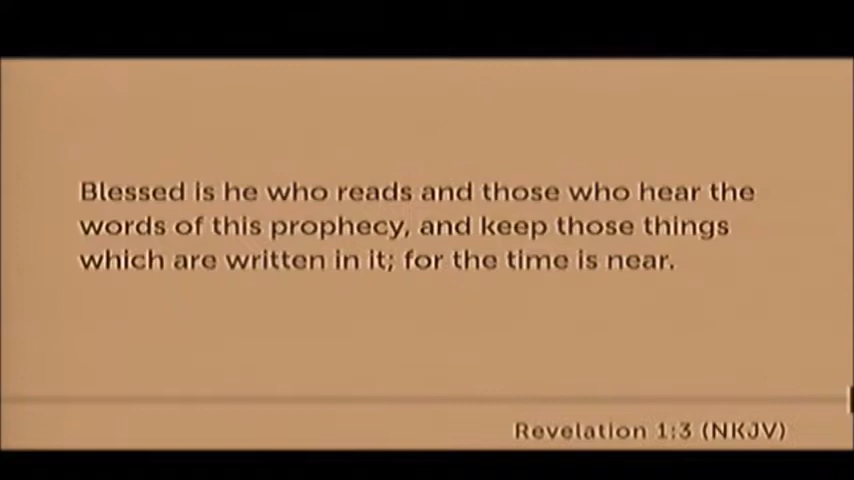 Blessed is he who reads and those who hear the
words of this prophecy, and keep those things
which are written in it; for the time is near.
Revelation 1:3 (NKJV)